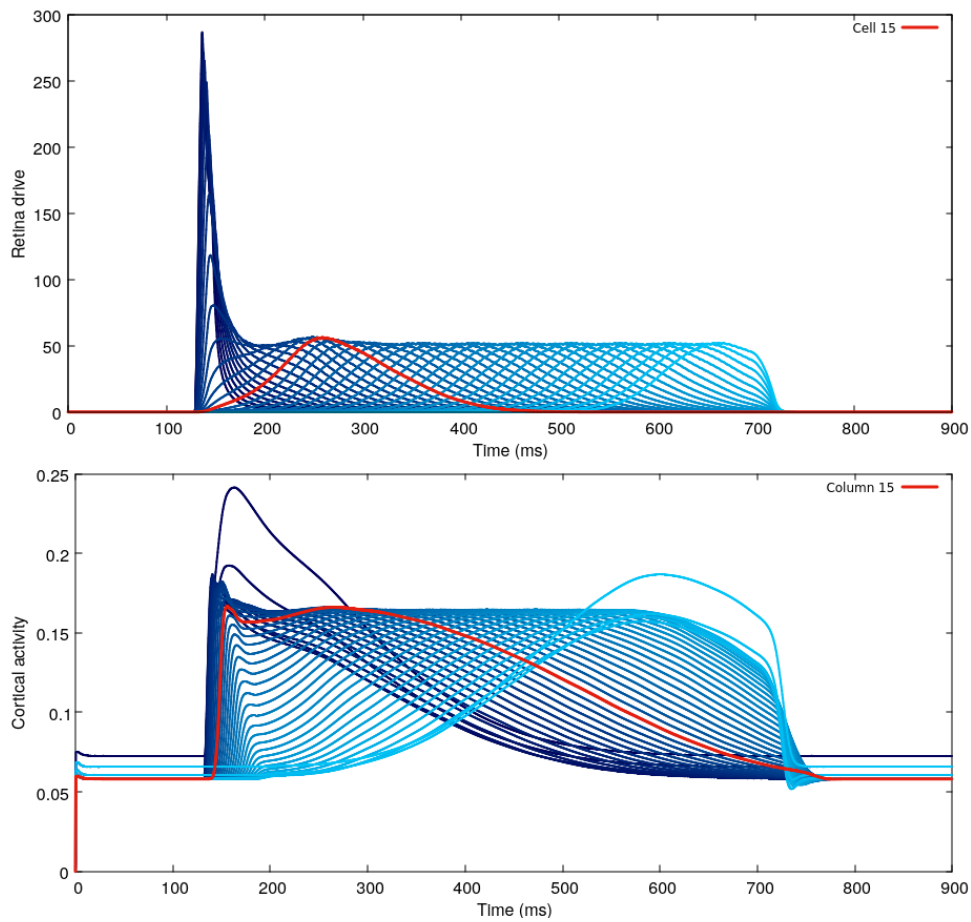 300
Cell 15
250
200
150
100
50
0
Retina drive
0 100 200 300 400 500 600 700 800 900
Time (ms)
0.25
Column 15
0.2
0.15
0.1
0.05
0
Cortical activity
0 100 200 300 400 500 600 700 800 900
Time (ms)